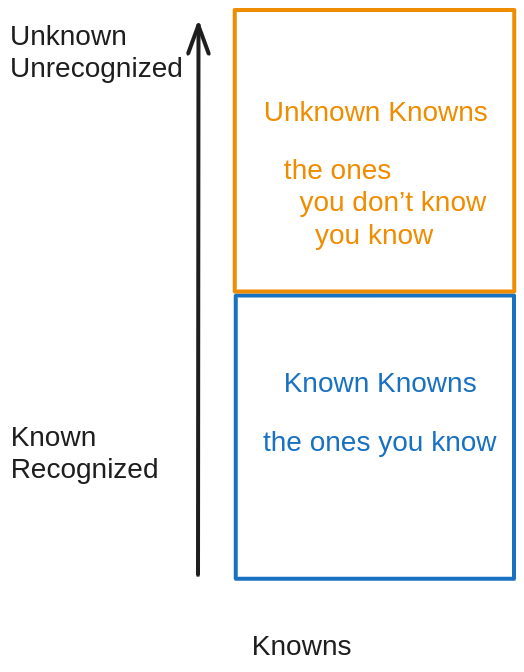 Unknown
Unrecognized
Unknown Knowns
the ones
you don’t know
you know
Known Knowns
the ones you know
Known
Recognized
Knowns